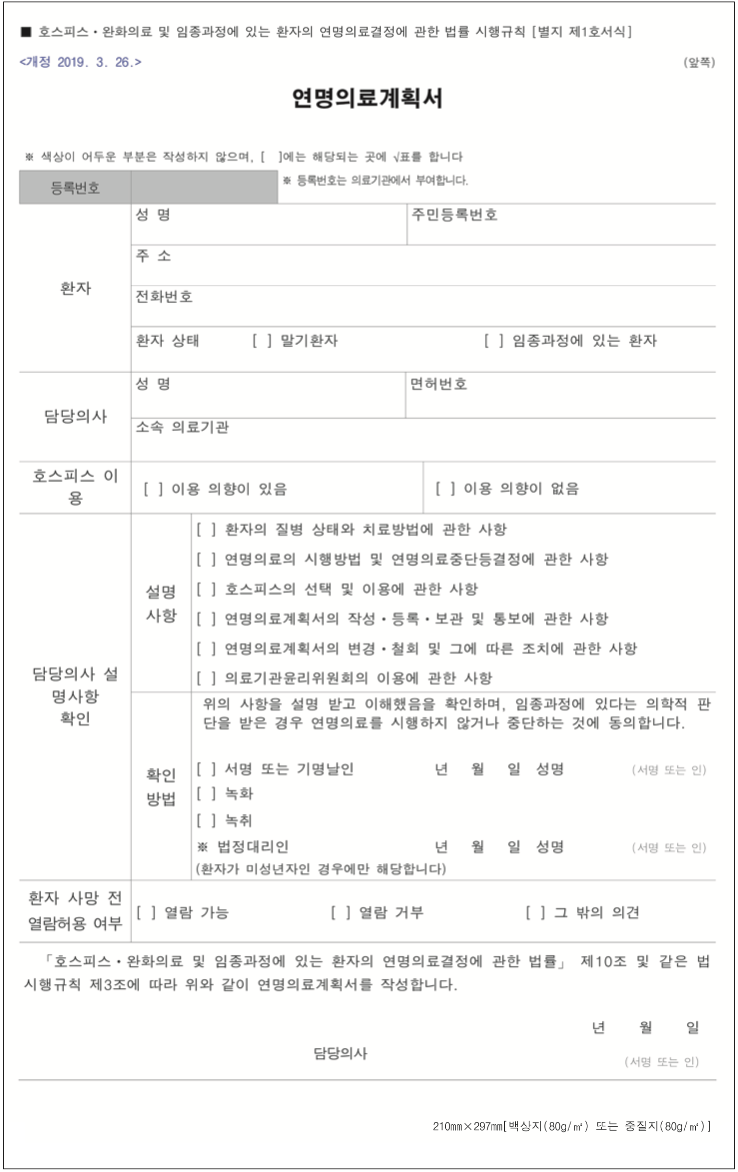 ■ 호스피스・완화의료 및 임종과정에 있는 환자의 연명의료결정에 관한 법률 시행규칙 [별지 제1호서식]
<개정 2019. 3. 26.>
(앞쪽)
연명의료계획서
※ 색상이 어두운 부분은 작성하지 않으며, [ ]에는 해당되는 곳에 √표를 합니다
등록번호
※ 등록번호는 의료기관에서 부여합니다.
환자
성 명
주민등록번호
주 소
전화번호
환자 상태 [ ] 말기환자 [ ] 임종과정에 있는 환자
담당의사
성 명
면허번호
소속 의료기관
호스피스 이
용
[ ] 이용 의향이 있음
[ ] 이용 의향이 없음
담당의사 설
명사항
확인
설명
사항
[ ] 환자의 질병 상태와 치료방법에 관한 사항
[ ] 연명의료의 시행방법 및 연명의료중단등결정에 관한 사항
[ ] 호스피스의 선택 및 이용에 관한 사항
[ ] 연명의료계획서의 작성・등록・보관 및 통보에 관한 사항
[ ] 연명의료계획서의 변경・철회 및 그에 따른 조치에 관한 사항
[ ] 의료기관윤리위원회의 이용에 관한 사항
확인
방법
위의 사항을 설명 받고 이해했음을 확인하며, 임종과정에 있다는 의학적 판
단을 받은 경우 연명의료를 시행하지 않거나 중단하는 것에 동의합니다.
[ ] 서명 또는 기명날인 년 월 일 성명 (서명 또는 인)
[ ] 녹화
[ ] 녹취
※ 법정대리인 년 월 일 성명 (서명 또는 인)
(환자가 미성년자인 경우에만 해당합니다)
환자 사망 전
열람허용 여부
[ ] 열람 가능 [ ] 열람 거부 [ ] 그 밖의 의견
「호스피스・완화의료 및 임종과정에 있는 환자의 연명의료결정에 관한 법률」 제10조 및 같은 법
시행규칙 제3조에 따라 위와 같이 연명의료계획서를 작성합니다.
년 월 일
담당의사 (서명 또는 인)
210㎜×297㎜[백상지(80g/㎡) 또는 중질지(80g/㎡)]